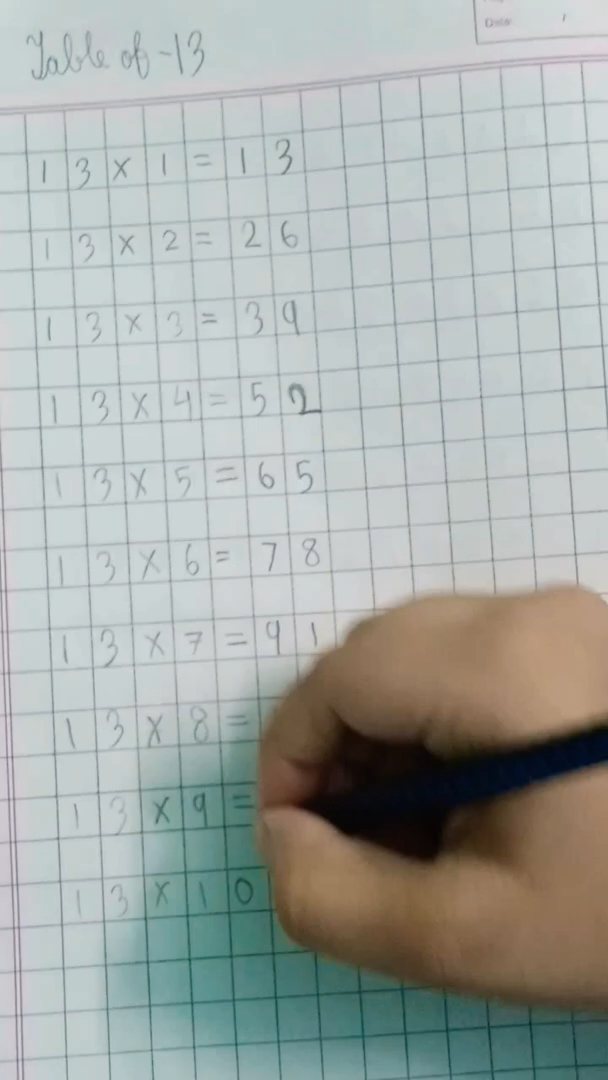 Date
Table of -13
13 × 1 = 13
13 × 2 = 26
13 × 3 = 39
13 × 4 = 52
13 × 5 = 65
13 × 6 = 78
13 × 7 = 91
13 × 8 =
13 × 9 =
13 × 10